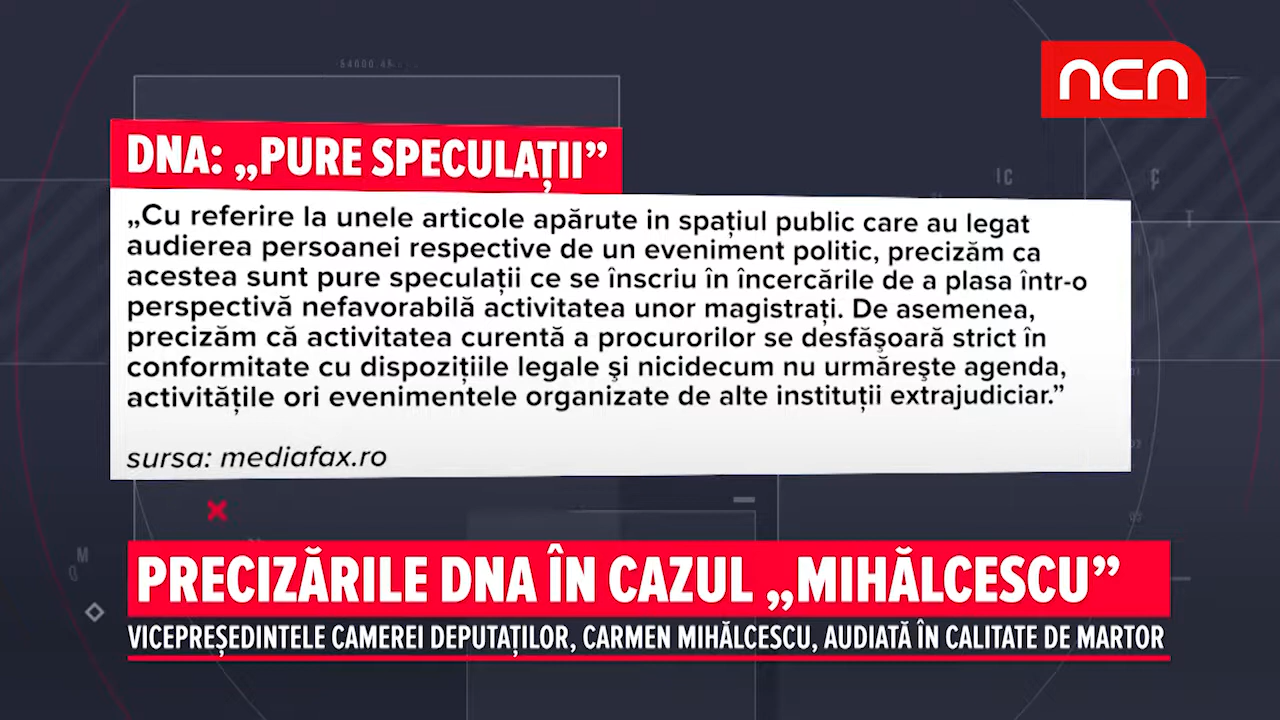 ncn
DNA: „PURE SPECULAȚII”
„Cu referire la unele articole apărute in spațiul public care au legat
audierea persoanei respective de un eveniment politic, precizăm ca
acestea sunt pure speculații ce se înscriu în încercările de a plasa într-o
perspectivă nefavorabilă activitatea unor magistrați. De asemenea,
precizăm că activitatea curentă a procurorilor se desfăşoară strict în
conformitate cu dispozițiile legale şi nicidecum nu urmăreşte agenda,
activitățile ori evenimentele organizate de alte instituții extrajudiciar.”
sursa: mediafax.ro
PRECIZĂRILE DNA ÎN CAZUL „MIHĂLCESCU”
VICEPREȘEDINTELE CAMEREI DEPUTAȚILOR, CARMEN MIHĂLCESCU, AUDIATĂ ÎN CALITATE DE MARTOR